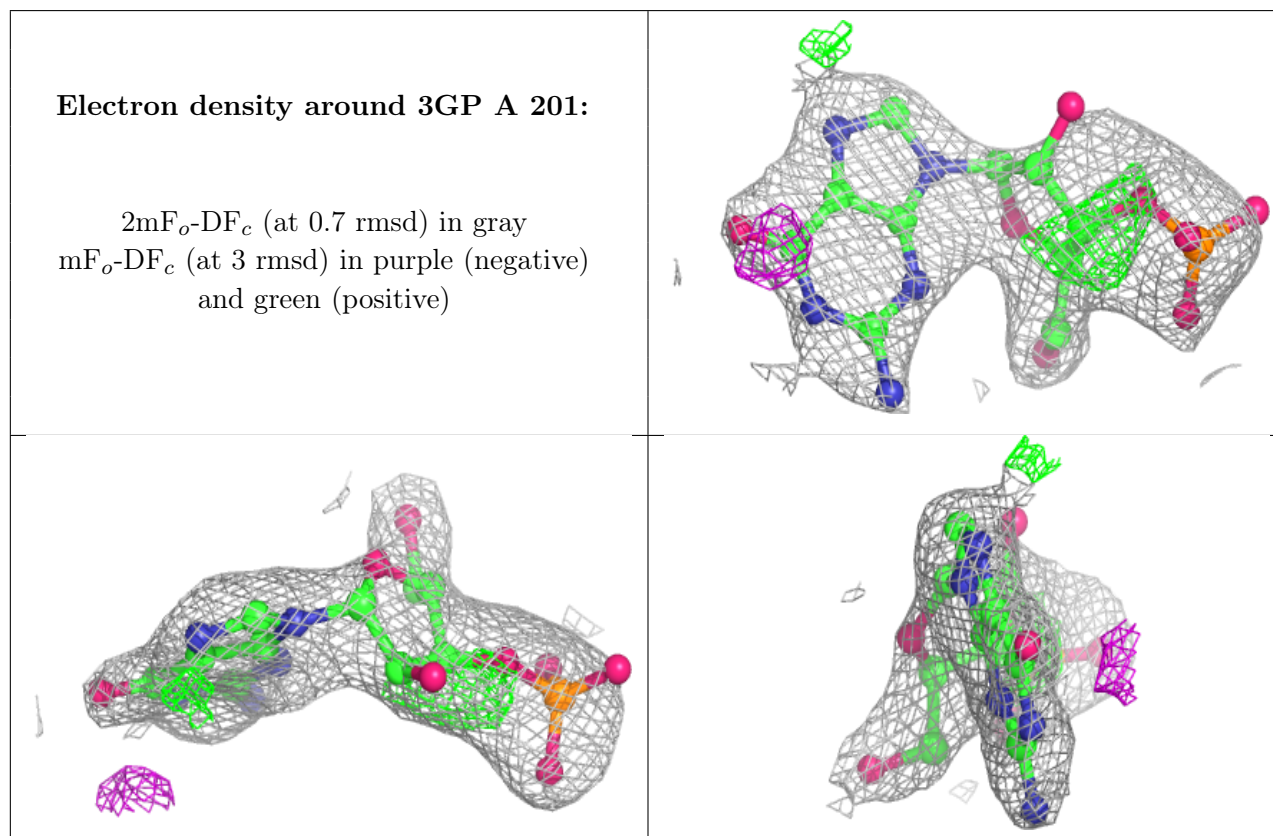 Electron density around 3GP A 201:
2mFo-DFc (at 0.7 rmsd) in gray
mFo-DFc (at 3 rmsd) in purple (negative)
and green (positive)